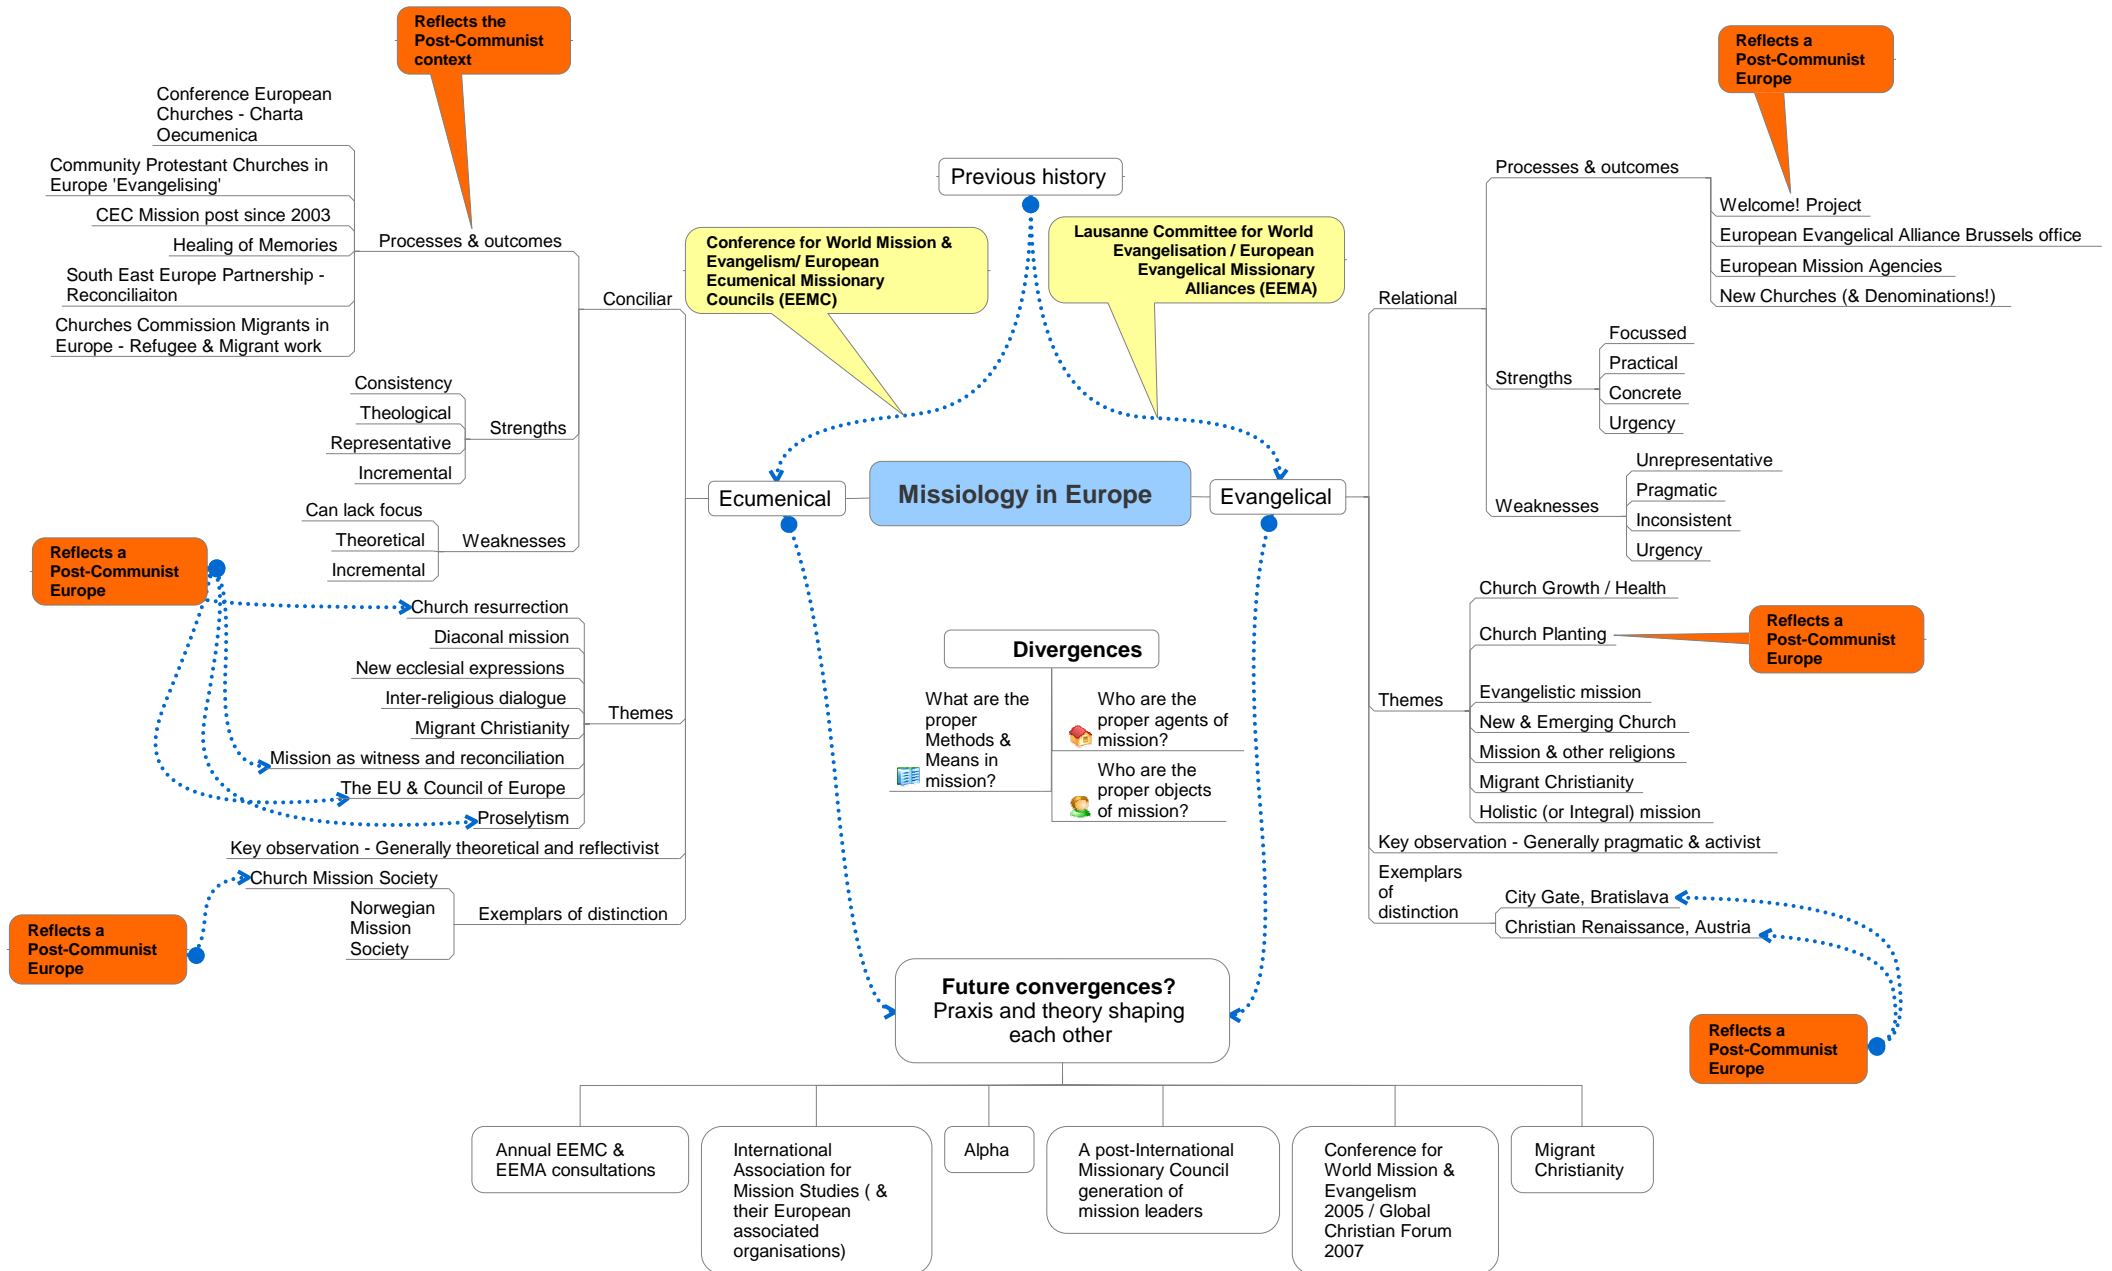 Reflects the
Post-Communist
context
Reflects a
Post-Communist
Europe
Conference European
Churches - Charta
Oecumenica
Community Protestant Churches in
Europe 'Evangelising'
CEC Mission post since 2003
Healing of Memories
South East Europe Partnership -
Reconciliaiton
Churches Commission Migrants in
Europe - Refugee & Migrant work
Processes & outcomes
Conciliar
Consistency
Theological
Representative
Incremental
Strengths
Can lack focus
Theoretical
Incremental
Weaknesses
Reflects a
Post-Communist
Europe
Church resurrection
Diaconal mission
New ecclesial expressions
Inter-religious dialogue
Migrant Christianity
Mission as witness and reconciliation
The EU & Council of Europe
Proselytism
Themes
Key observation - Generally theoretical and reflectivist
Church Mission Society
Norwegian
Mission
Society
Exemplars of distinction
Reflects a
Post-Communist
Europe
Previous history
Conference for World Mission &
Evangelism/ European
Ecumenical Missionary
Councils (EEMC)
Lausanne Committee for World
Evangelisation / European
Evangelical Missionary
Alliances (EEMA)
Ecumenical
Missiology in Europe
Evangelical
Divergences
What are the
proper
Methods &
Means in
mission?
Who are the
proper agents of
mission?
Who are the
proper objects
of mission?
Relational
Processes & outcomes
Welcome! Project
European Evangelical Alliance Brussels office
European Mission Agencies
New Churches (& Denominations!)
Strengths
Focussed
Practical
Concrete
Urgency
Weaknesses
Unrepresentative
Pragmatic
Inconsistent
Urgency
Themes
Church Growth / Health
Church Planting
Reflects a
Post-Communist
Europe
Evangelistic mission
New & Emerging Church
Mission & other religions
Migrant Christianity
Holistic (or Integral) mission
Key observation - Generally pragmatic & activist
Exemplars
of
distinction
City Gate, Bratislava
Christian Renaissance, Austria
Reflects a
Post-Communist
Europe
Future convergences?
Praxis and theory shaping
each other
Annual EEMC &
EEMA consultations
International
Association for
Mission Studies ( &
their European
associated
organisations)
Alpha
A post-International
Missionary Council
generation of
mission leaders
Conference for
World Mission &
Evangelism
2005 / Global
Christian Forum
2007
Migrant
Christianity